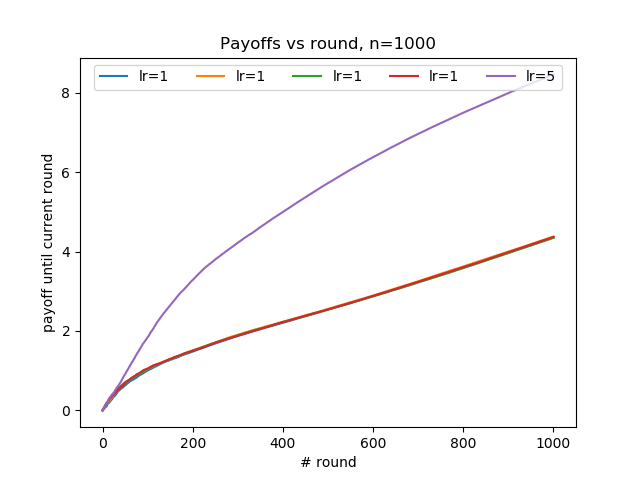 Payoffs vs round, n=1000
lr=1 lr=1 lr=1 lr=1 lr=5
8
6
4
2
0
payoff until current round
0 200 400 600 800 1000
# round